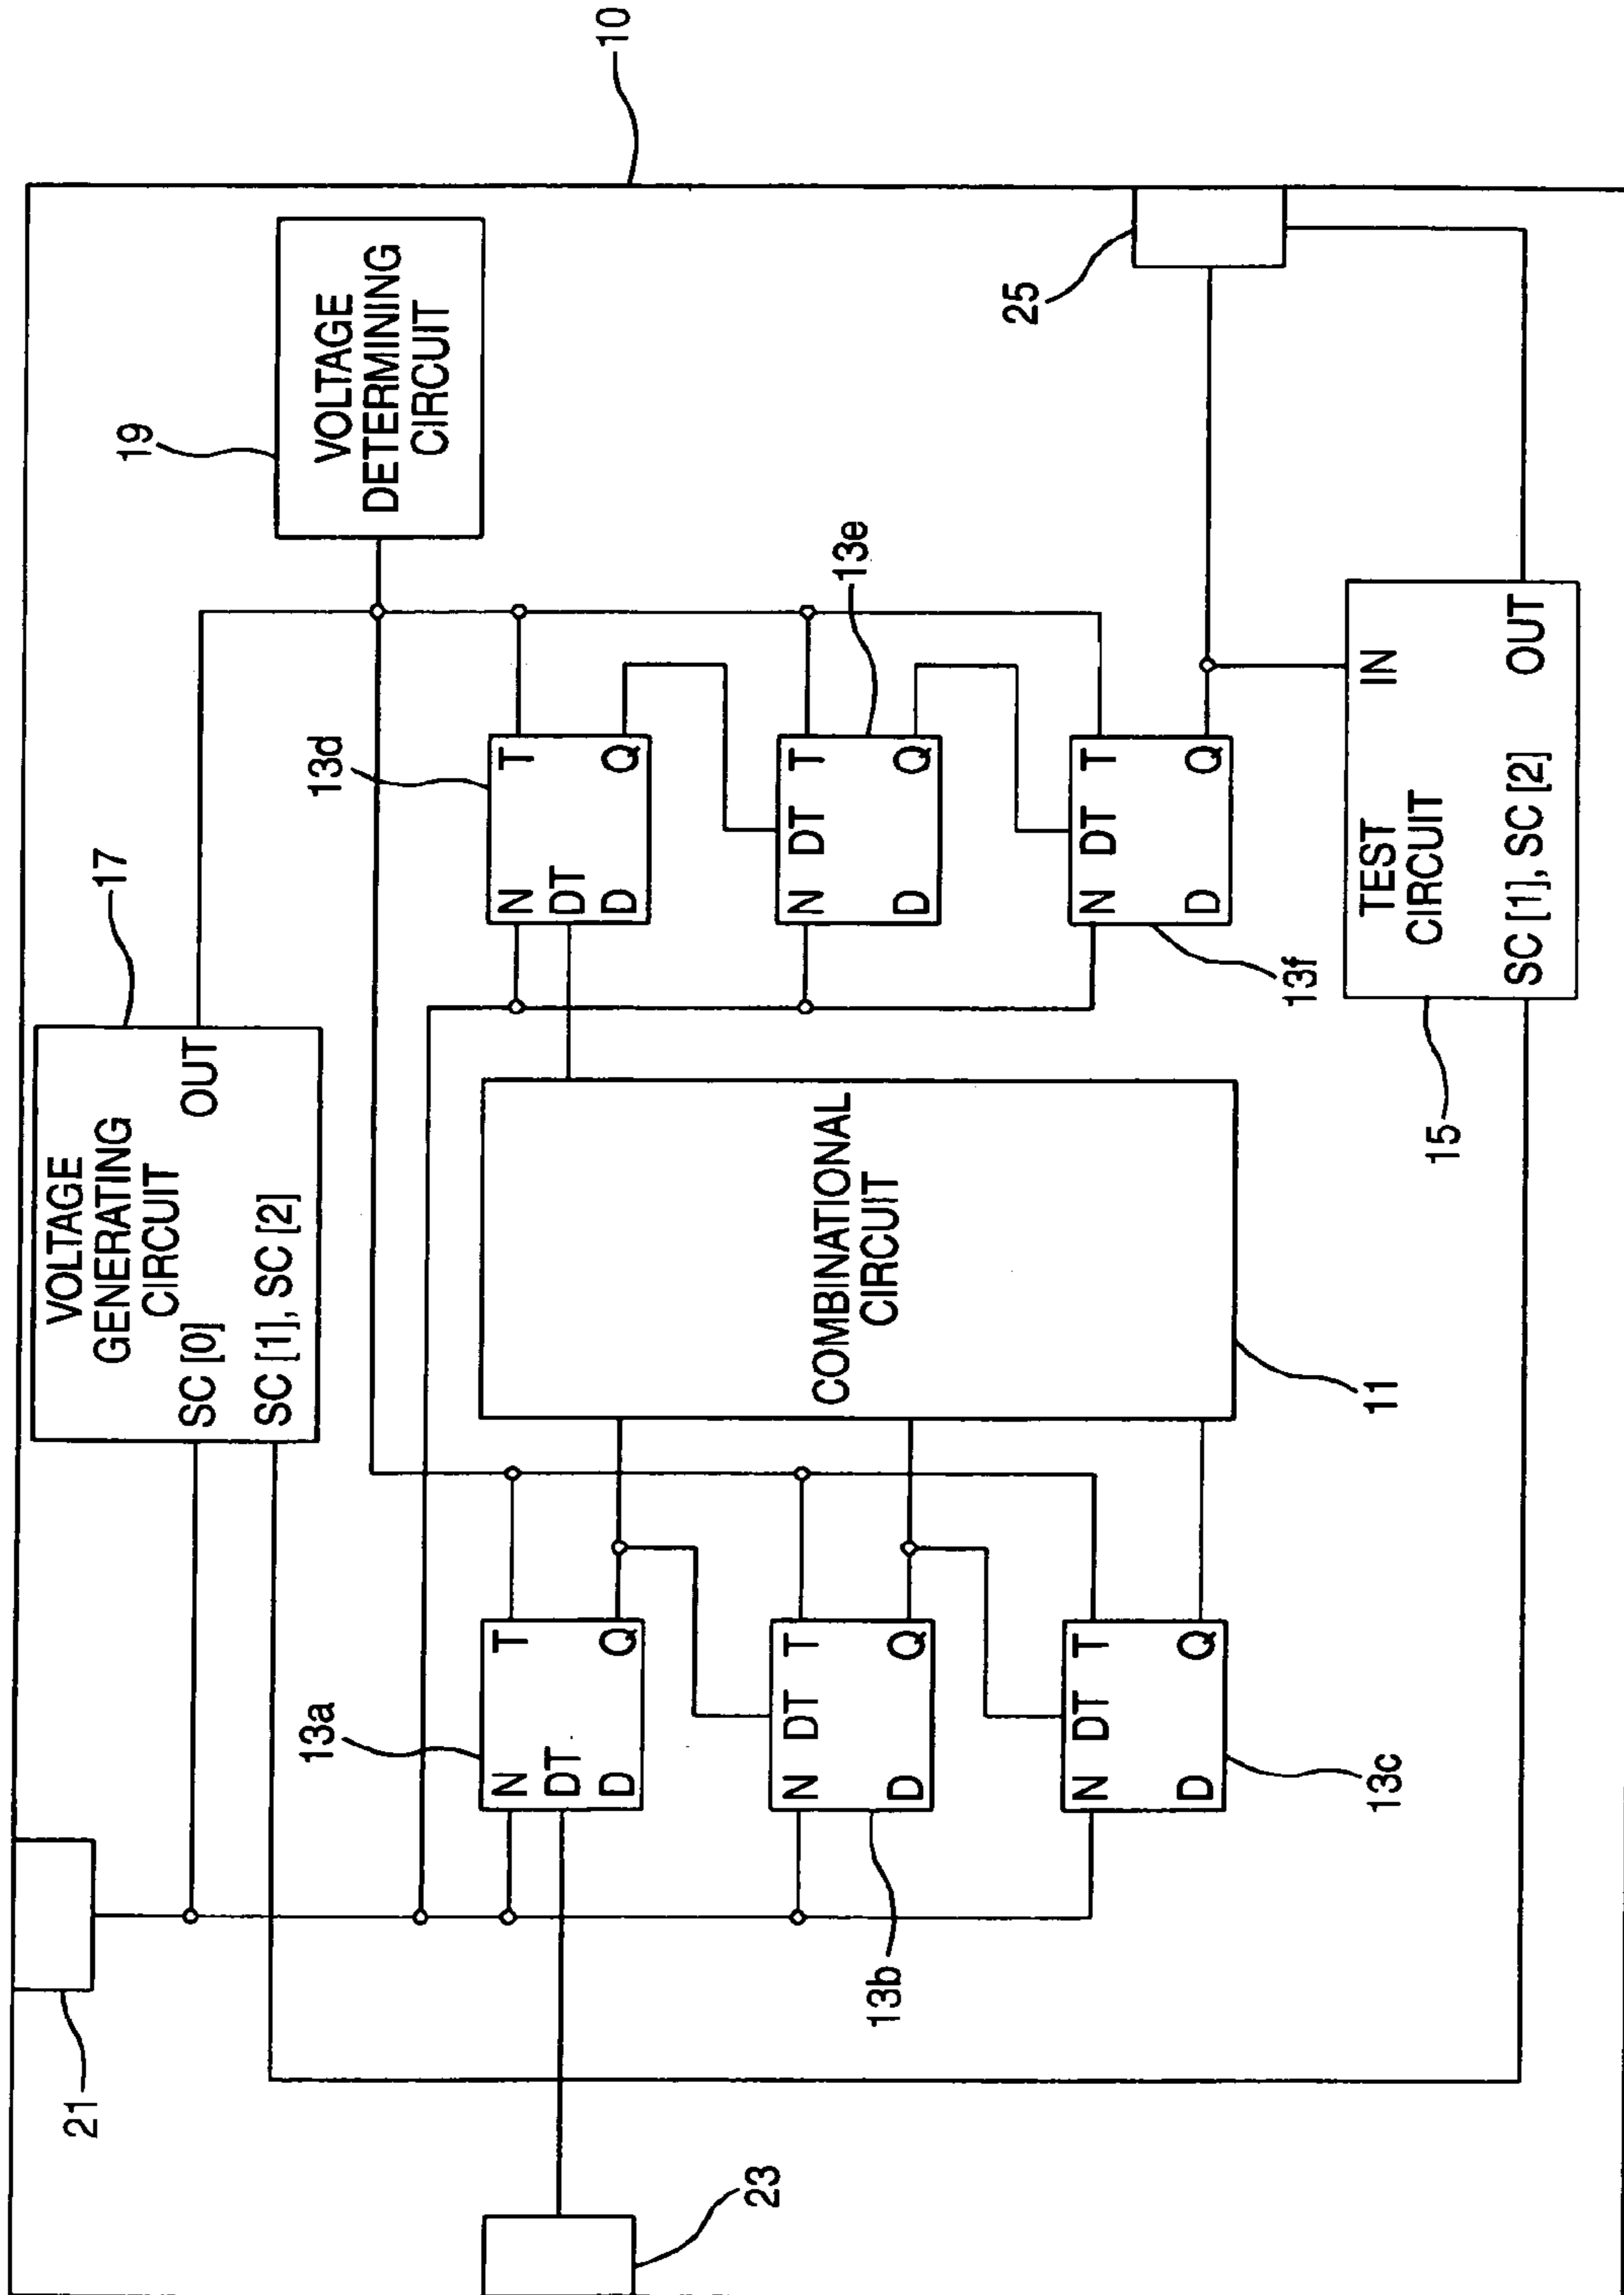 10
21
VOLTAGE
GENERATING
CIRCUIT
SC [0]
OUT
SC [1], SC [2]
17
19
VOLTAGE
DETERMINING
CIRCUIT
13a
N T
DT
D Q
13b
N DT T
D Q
13c
N DT T
D Q
COMBINATIONAL
CIRCUIT
11
13d
N T
DT
D Q
13e
N DT T
D Q
13f
N DT T
D Q
23
25
TEST
CIRCUIT
IN
SC [1], SC [2]
OUT
15